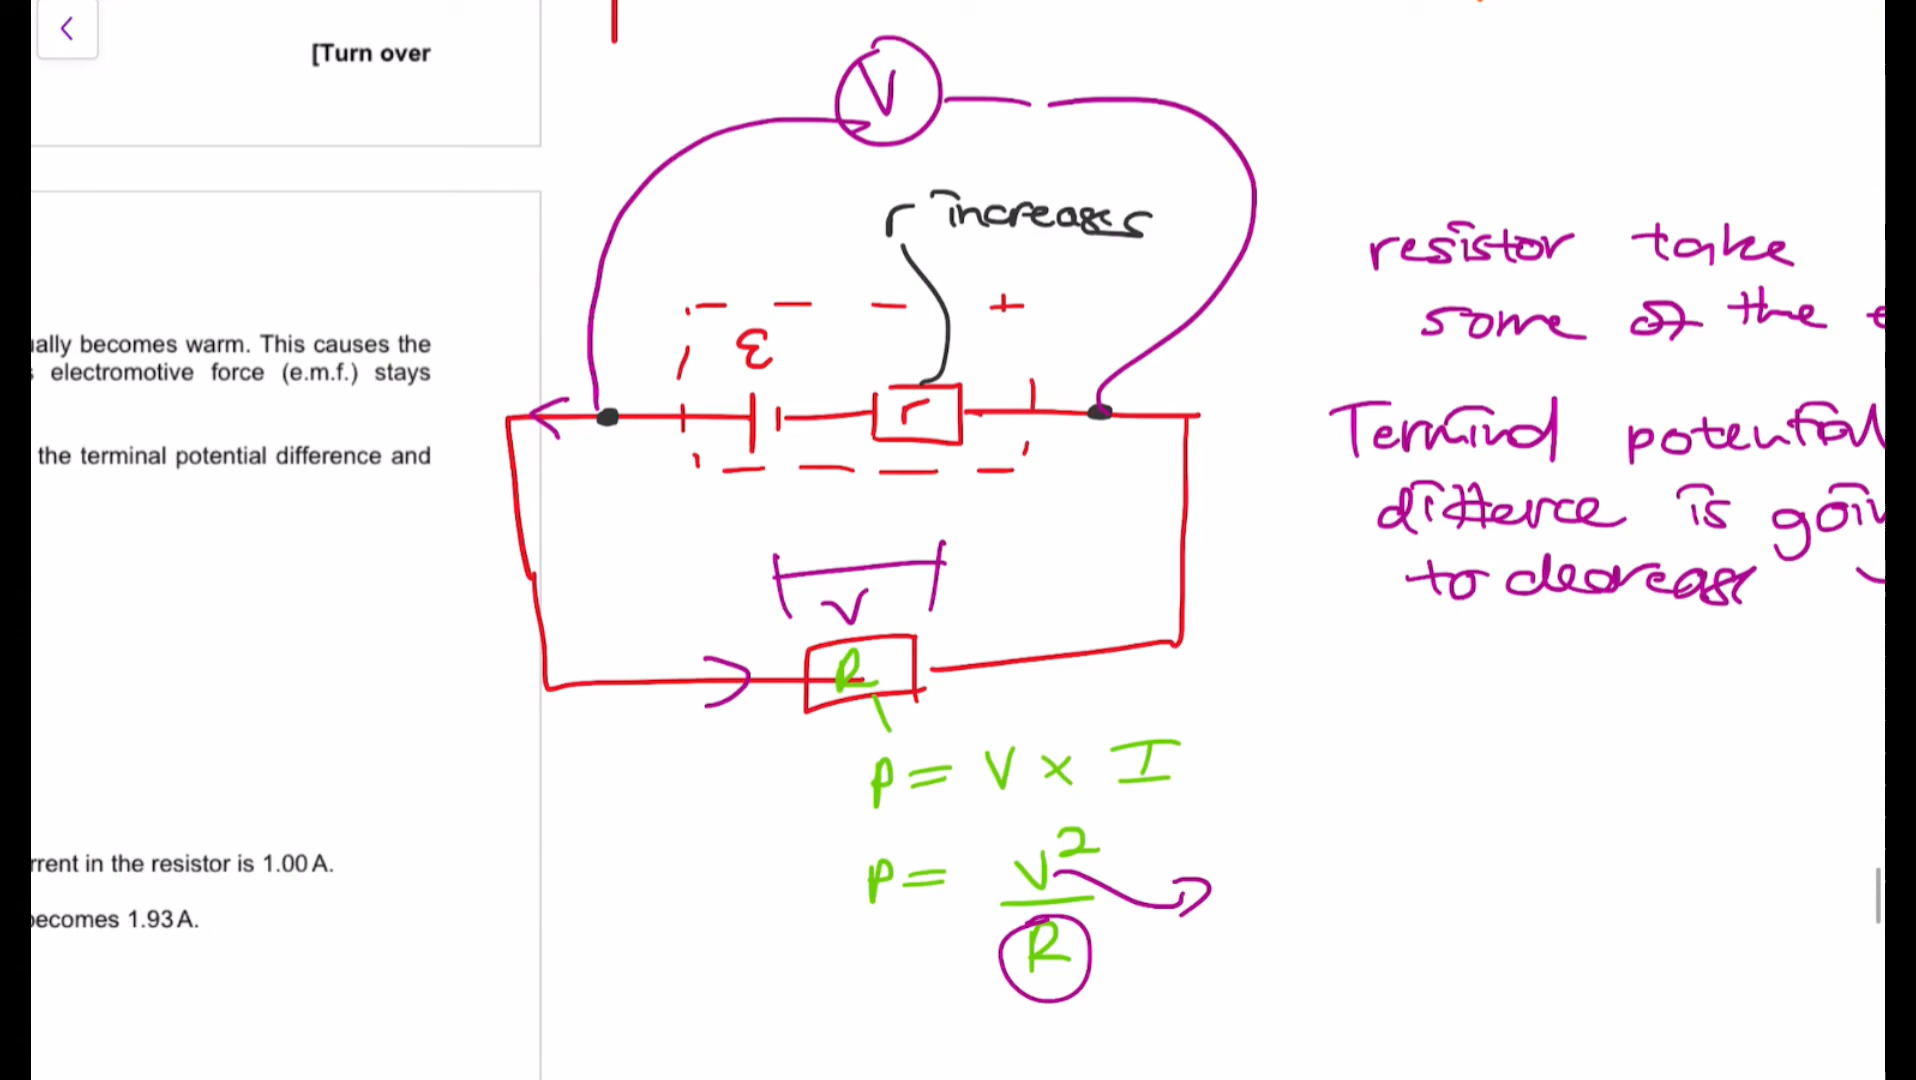 [Turn over
ally becomes warm. This causes the
electromotive force (e.m.f.) stays
the terminal potential difference and
rrent in the resistor is 1.00 A.
becomes 1.93 A.
V
r increases
ε
r
V
R
P = V × I
P = V²
R
resistor take
some of the
Terminal potential
difference is goin
to decrease